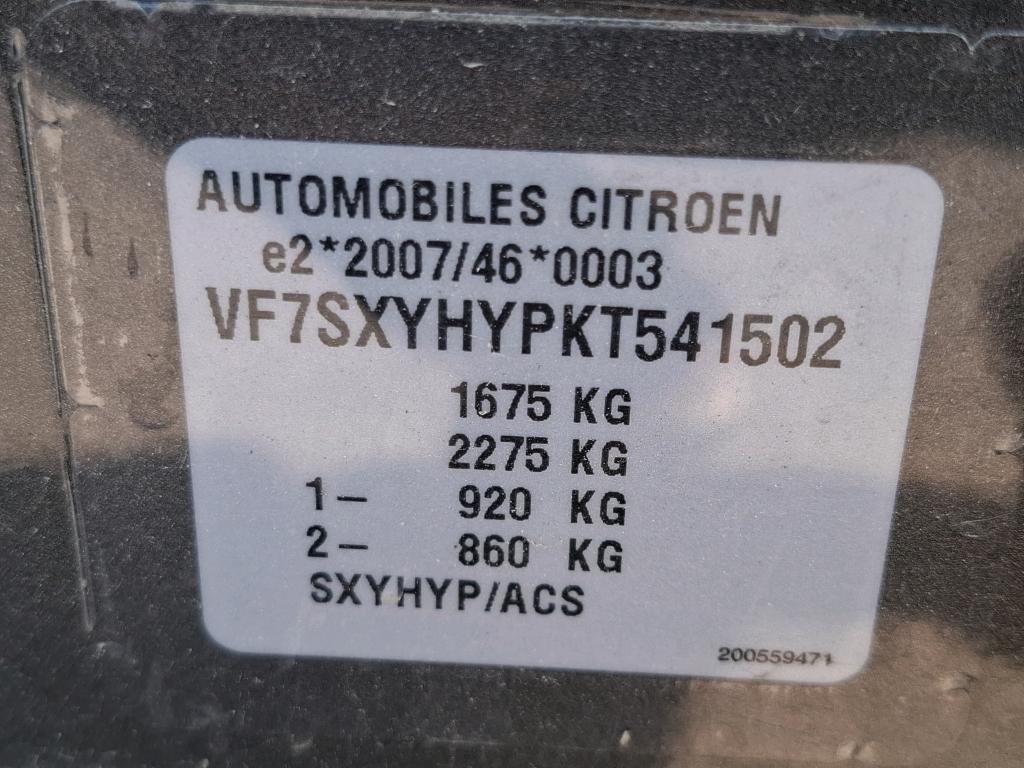 AUTOMOBILES CITROEN
e2*2007/46*0003
VF7SXYHYPKT541502
1675 KG
2275 KG
1- 920 KG
2- 860 KG
SXYHYP/ACS
200559471